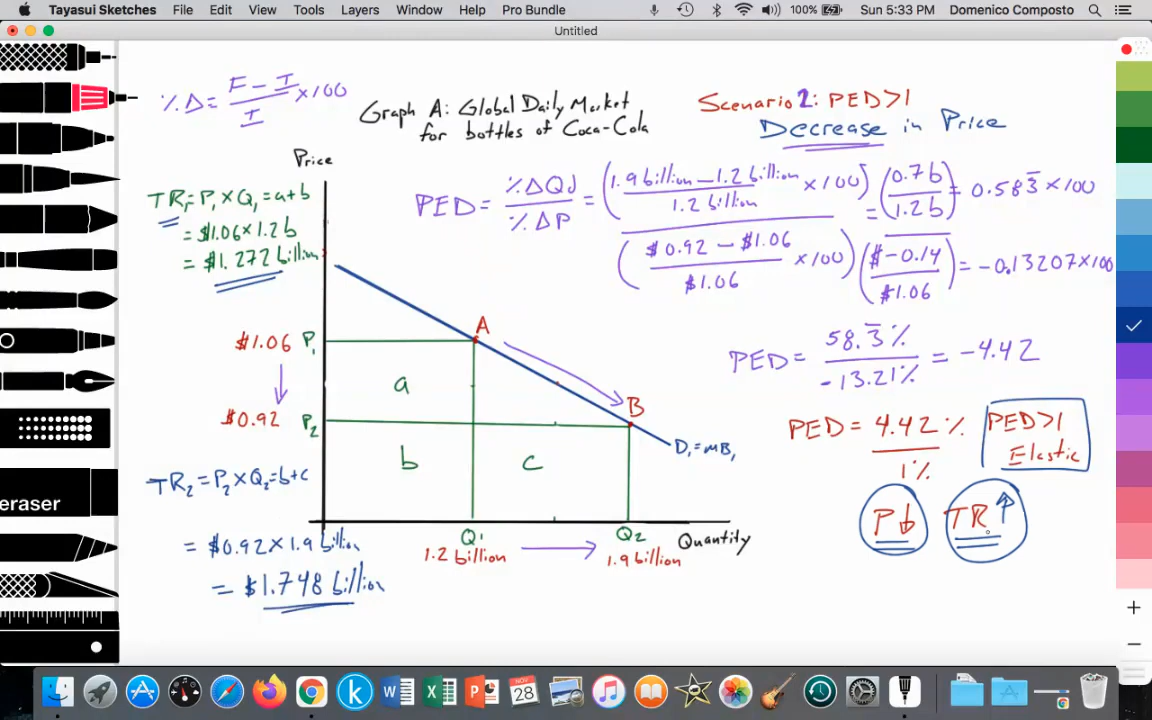 Tayasui Sketches File Edit View Tools Layers Window Help Pro Bundle 100% Sun 5:33 PM Domenico Composto
Untitled
%Δ = F – I / I ×100
Graph A: Global Daily Market
for bottles of Coca-Cola
Scenario 2: PED>1
Decrease in Price
Price
TR₁=P₁×Q₁=a+b
=$1.06×1.2b
=$1.272 billion
PED = %ΔQd / %ΔP = (1.9 billion – 1.2 billion / 1.2 billion ×100) = (0.7b / 1.2b) = 0.583̅ ×100
($0.92 – $1.06 / $1.06 ×100) ($–0.14 / $1.06) = –0.13207×100
PED = 58.3̅% / –13.21% = –4.42
PED = 4.42% / 1%
PED>1
Elastic
P↓
TR↑
$1.06 P₁
A
a
$0.92 P₂
B
b
c
D₁=MB₁
TR₂=P₂×Q₂=b+c
= $0.92×1.9 billion
= $1.748 billion
Q₁
Q₂
Quantity
1.2 billion
1.9 billion
eraser
NOV
28